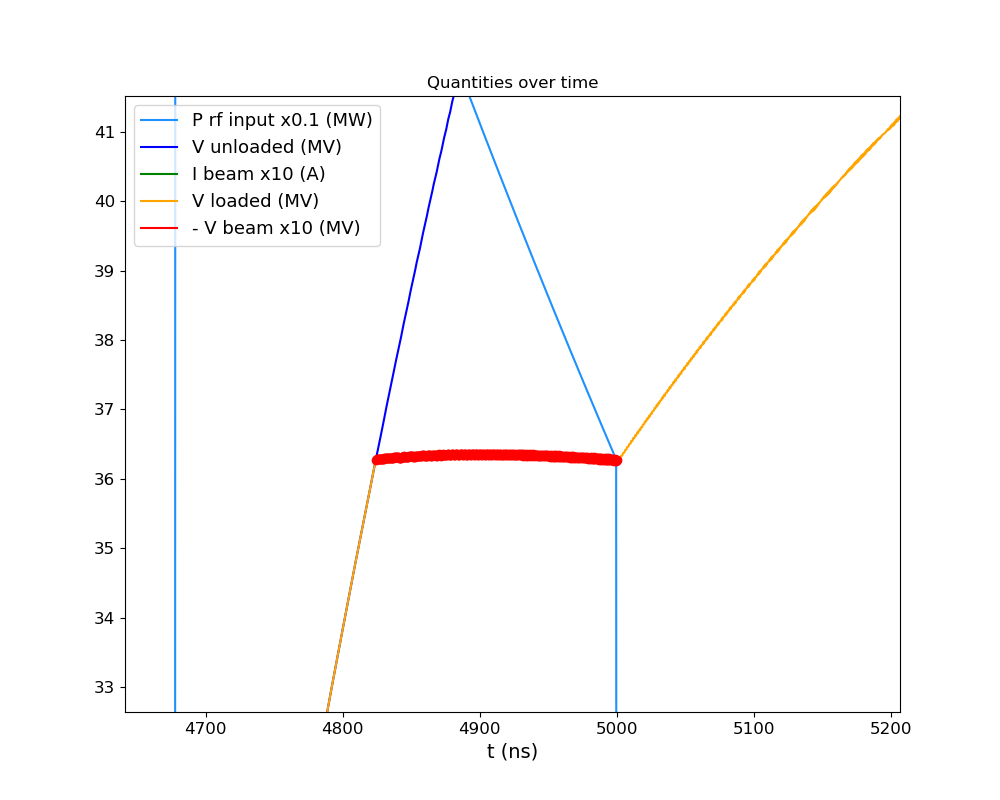 Quantities over time
P rf input x0.1 (MW)
V unloaded (MV)
I beam x10 (A)
V loaded (MV)
- V beam x10 (MV)
41
40
39
38
37
36
35
34
33
4700 4800 4900 5000 5100 5200
t (ns)